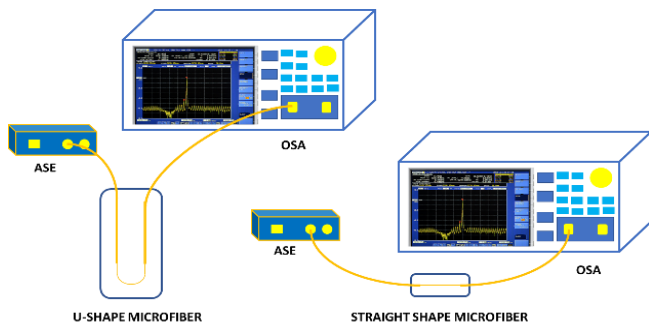 OSA
ASE
U-SHAPE MICROFIBER
ASE
OSA
STRAIGHT SHAPE MICROFIBER